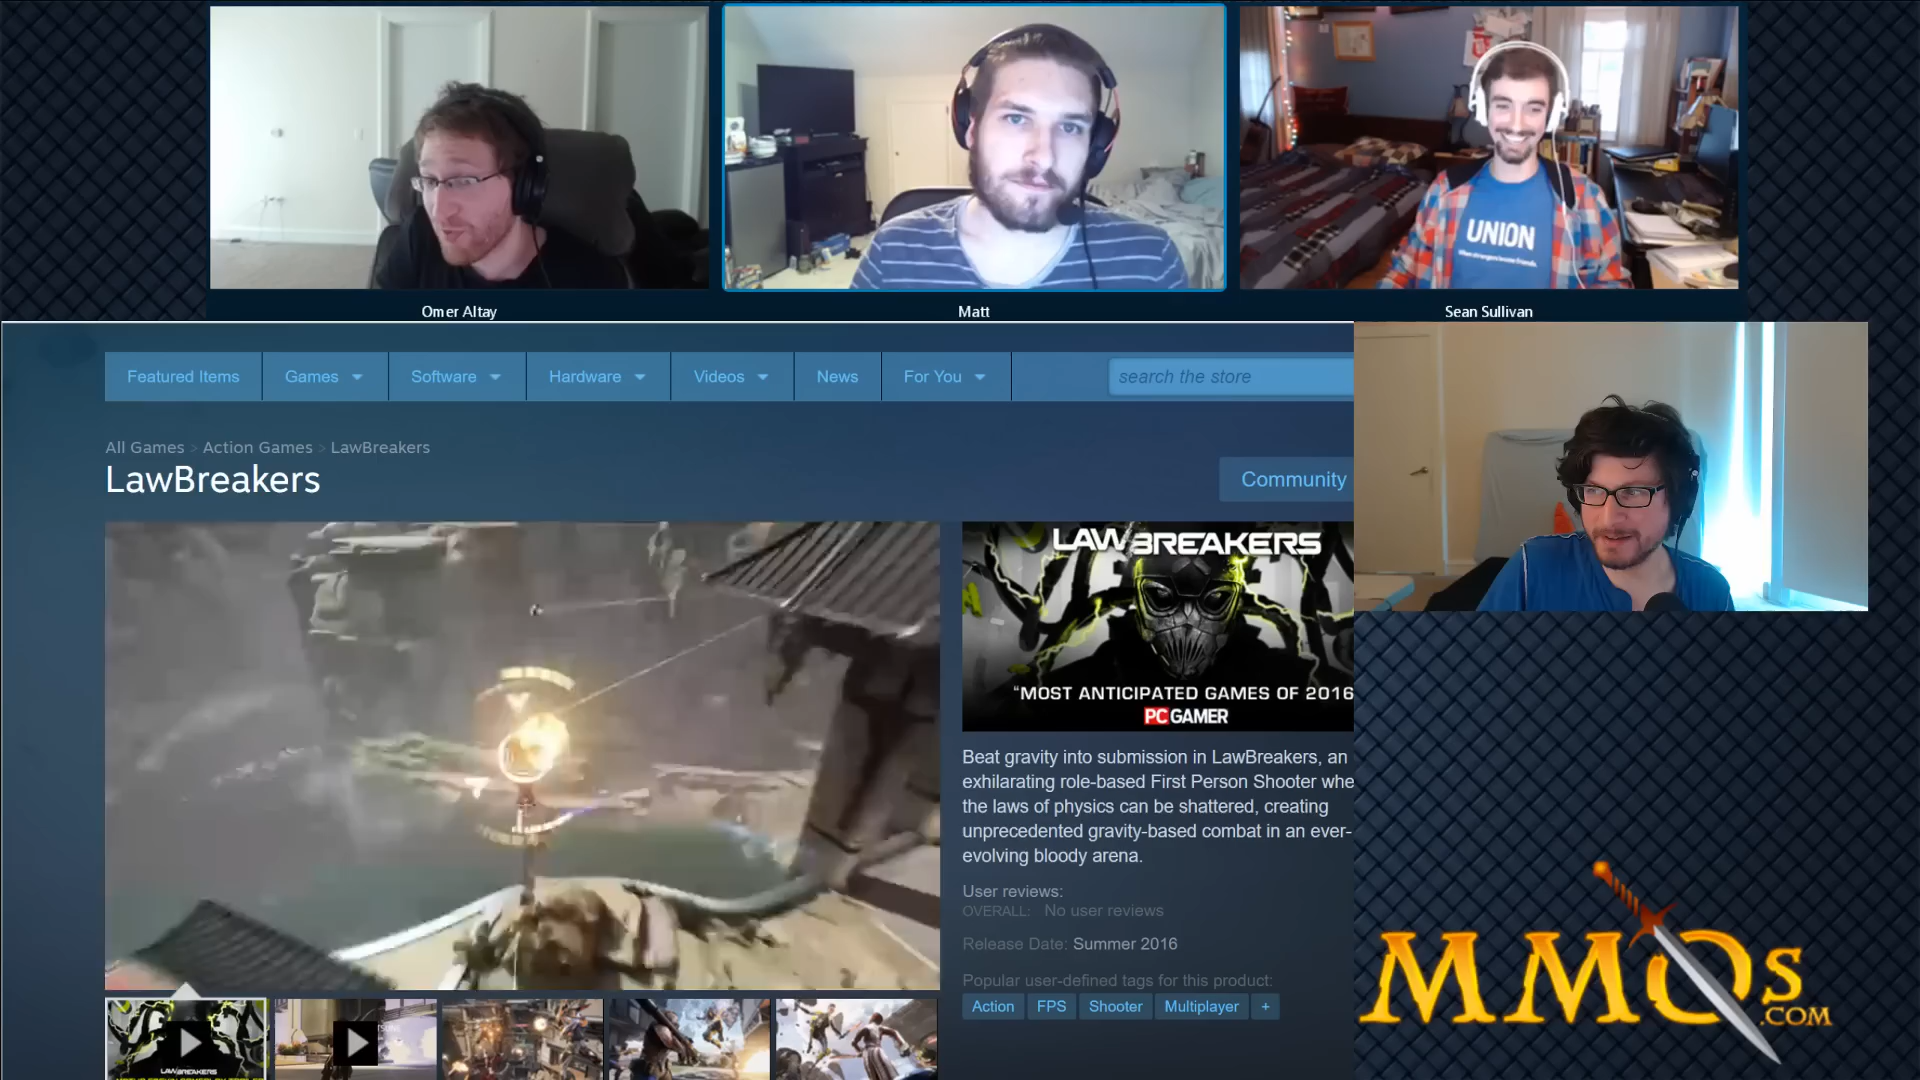 UNION
Omer Altay
Matt
Sean Sullivan
Featured Items
Games
Software
Hardware
Videos
News
For You
search the store
All Games > Action Games > LawBreakers
LawBreakers
Community
LAWBREAKERS
“MOST ANTICIPATED GAMES OF 2016
PC GAMER
Beat gravity into submission in LawBreakers, an
exhilarating role-based First Person Shooter whe
the laws of physics can be shattered, creating
unprecedented gravity-based combat in an ever-
evolving bloody arena.
User reviews:
OVERALL: No user reviews
Release Date: Summer 2016
Popular user-defined tags for this product:
Action
FPS
Shooter
Multiplayer
+
LAWBREAKERS
MMOs
.COM